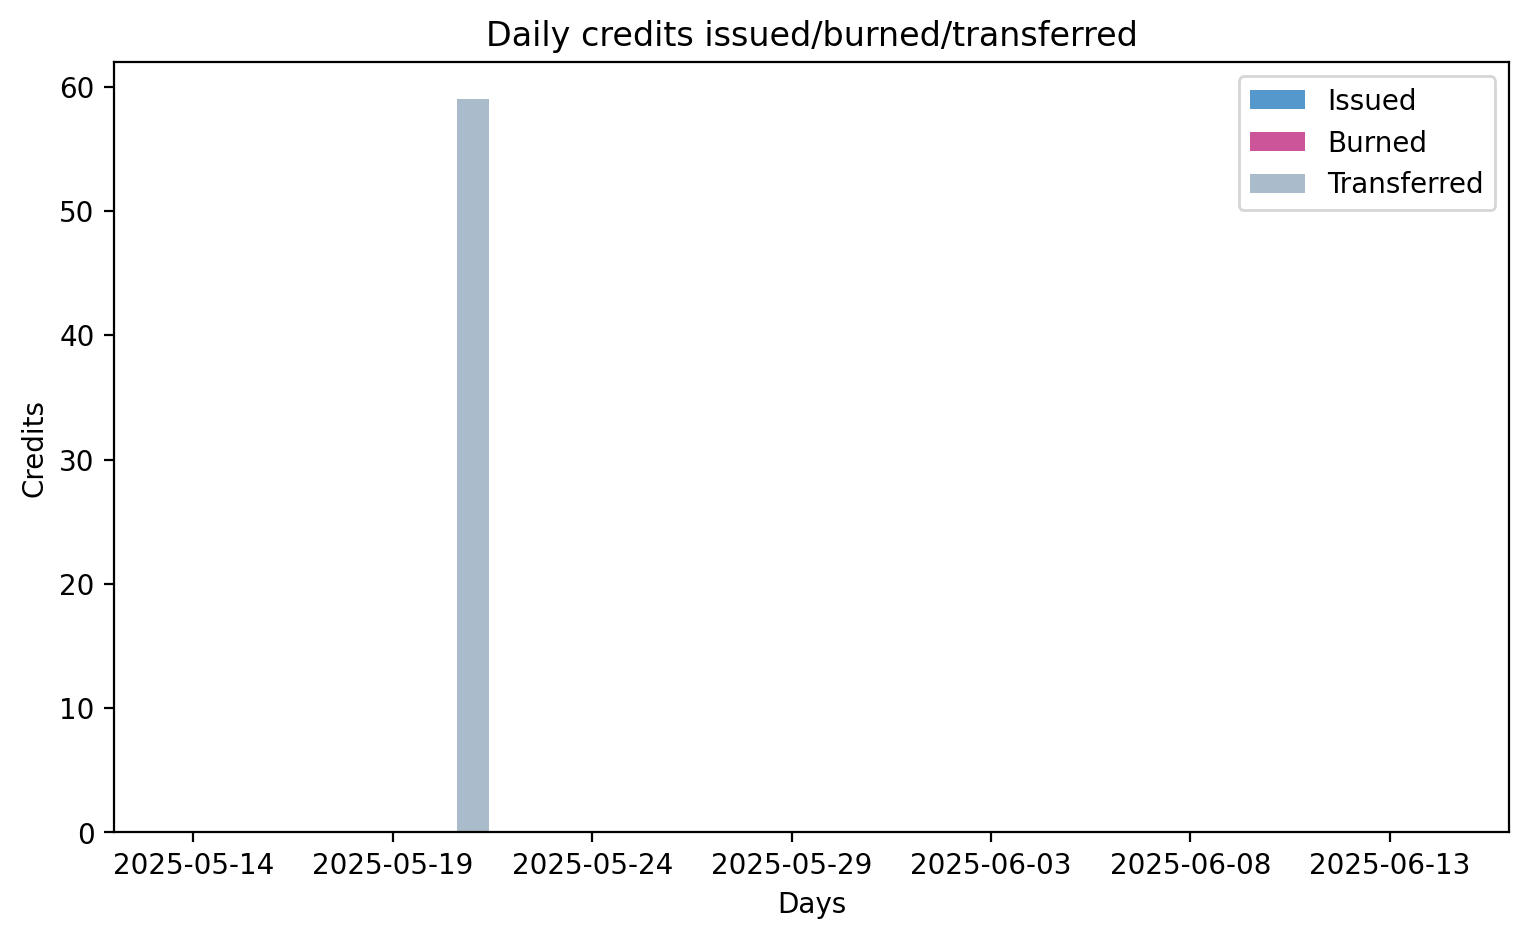 Daily credits issued/burned/transferred
Issued
Burned
Transferred
60
50
40
30
20
10
0
Credits
2025-05-14 2025-05-19 2025-05-24 2025-05-29 2025-06-03 2025-06-08 2025-06-13
Days